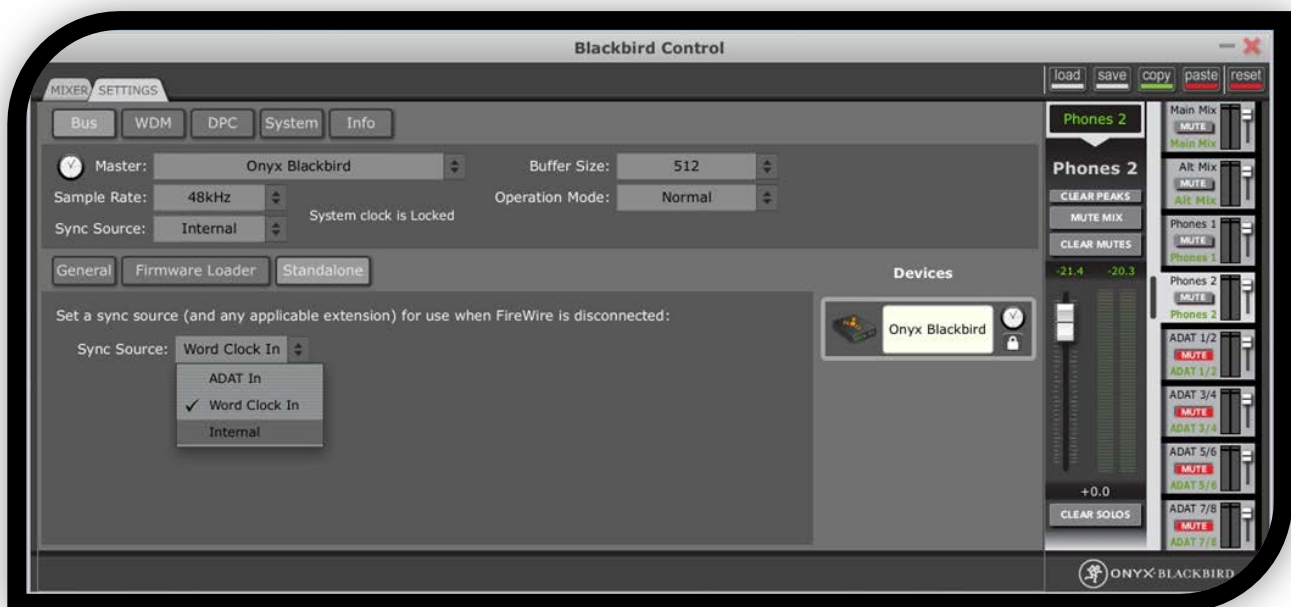 Blackbird Control
MIXER SETTINGS
load save copy paste reset
Bus WDM DPC System Info
Master: Onyx Blackbird
Buffer Size: 512
Sample Rate: 48kHz
Operation Mode: Normal
System clock is Locked
Sync Source: Internal
General Firmware Loader Standalone
Set a sync source (and any applicable extension) for use when FireWire is disconnected:
Sync Source: Word Clock In
ADAT In
Word Clock In
Internal
Devices
Onyx Blackbird
Phones 2
Phones 2
CLEAR PEAKS
MUTE MIX
CLEAR MUTES
-21.4 -20.3
+0.0
CLEAR SOLOS
Main Mix
MUTE
Main Mix
Alt Mix
MUTE
Alt Mix
Phones 1
MUTE
Phones 1
Phones 2
MUTE
Phones 2
ADAT 1/2
MUTE
ADAT 1/2
ADAT 3/4
MUTE
ADAT 3/4
ADAT 5/6
MUTE
ADAT 5/6
ADAT 7/8
MUTE
ADAT 7/8
ONYX BLACKBIRD